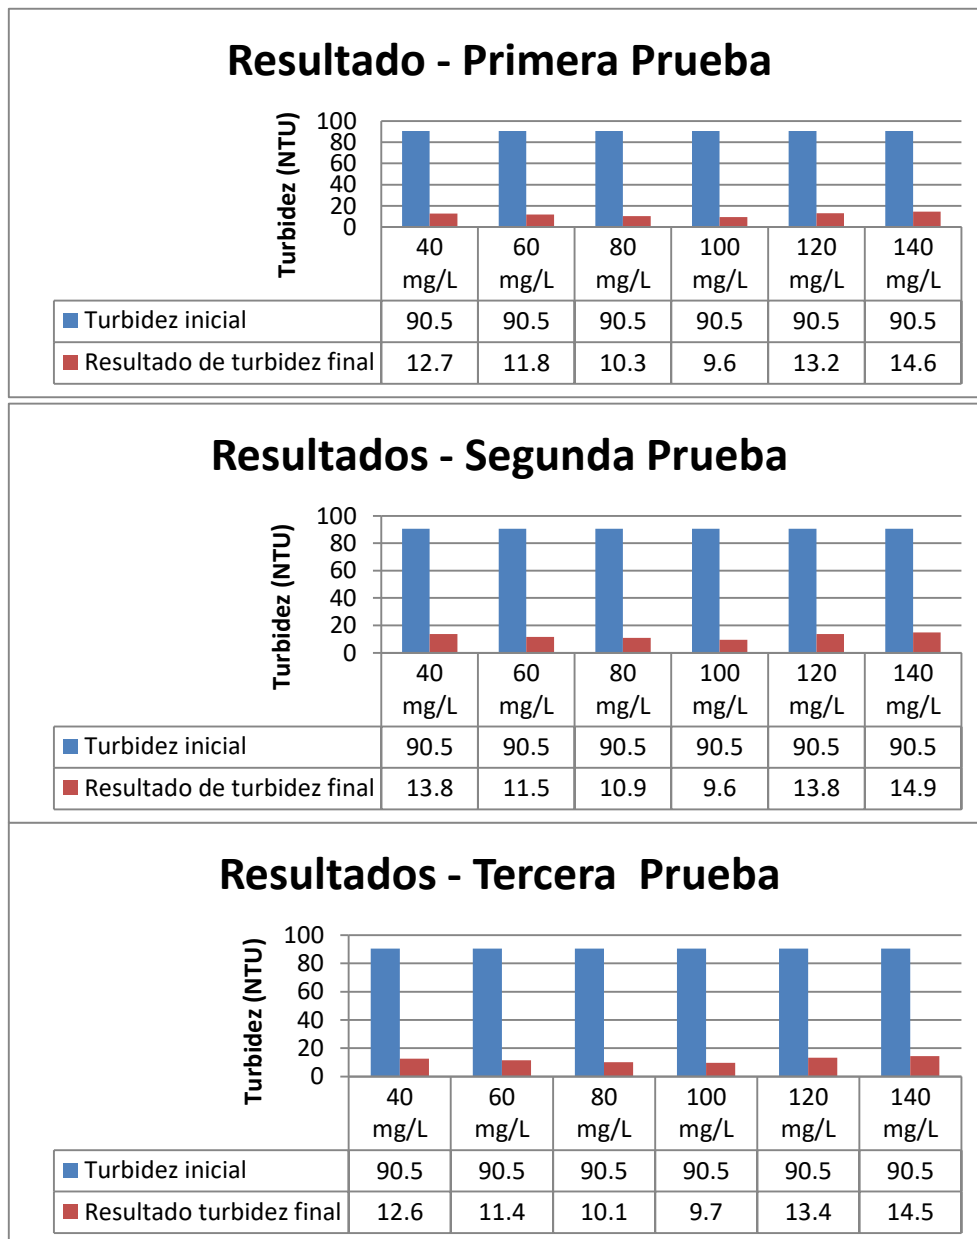 Resultado - Primera Prueba
Turbidez (NTU)
100
80
60
40
20
0
40 mg/L 60 mg/L 80 mg/L 100 mg/L 120 mg/L 140 mg/L
Turbidez inicial 90.5 90.5 90.5 90.5 90.5 90.5
Resultado de turbidez final 12.7 11.8 10.3 9.6 13.2 14.6
Resultados - Segunda Prueba
Turbidez (NTU)
100
80
60
40
20
0
40 mg/L 60 mg/L 80 mg/L 100 mg/L 120 mg/L 140 mg/L
Turbidez inicial 90.5 90.5 90.5 90.5 90.5 90.5
Resultado de turbidez final 13.8 11.5 10.9 9.6 13.8 14.9
Resultados - Tercera  Prueba
Turbidez (NTU)
100
80
60
40
20
0
40 mg/L 60 mg/L 80 mg/L 100 mg/L 120 mg/L 140 mg/L
Turbidez inicial 90.5 90.5 90.5 90.5 90.5 90.5
Resultado turbidez final 12.6 11.4 10.1 9.7 13.4 14.5